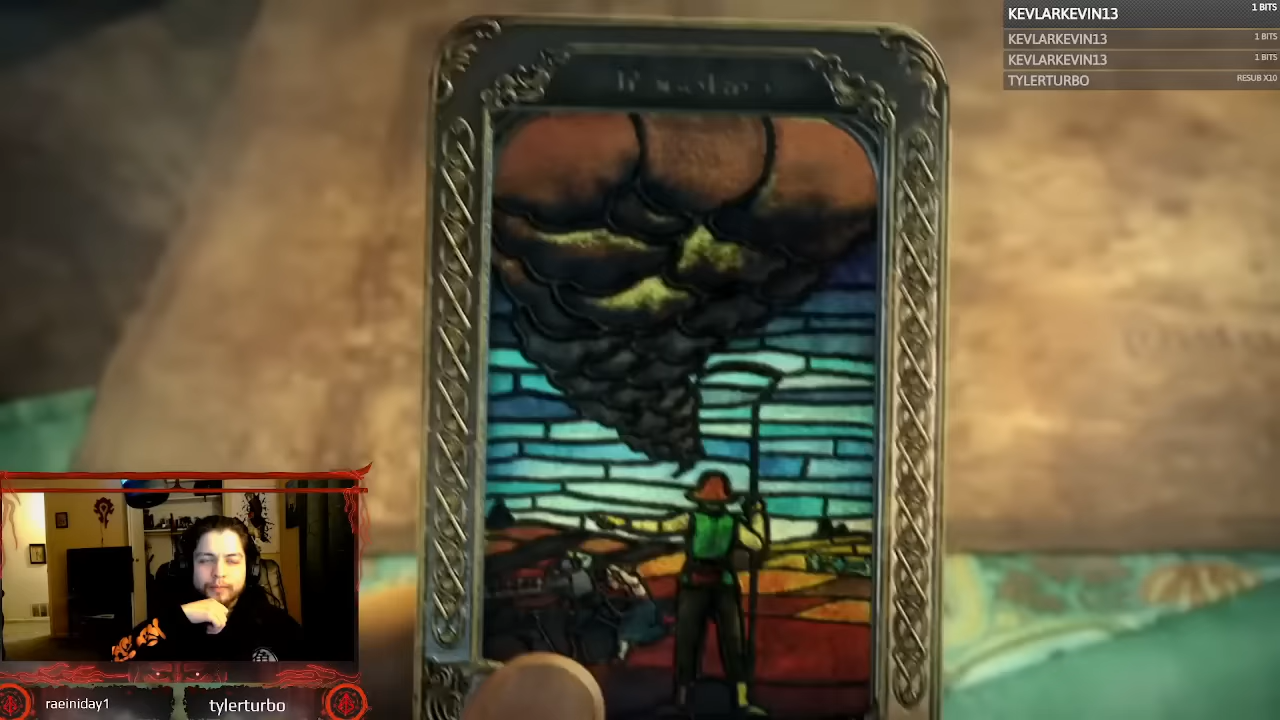 KEVLARKEVIN13 1 BITS
KEVLARKEVIN13 1 BITS
KEVLARKEVIN13 1 BITS
TYLERTURBO RESUB X10
raeiniday1 tylerturbo